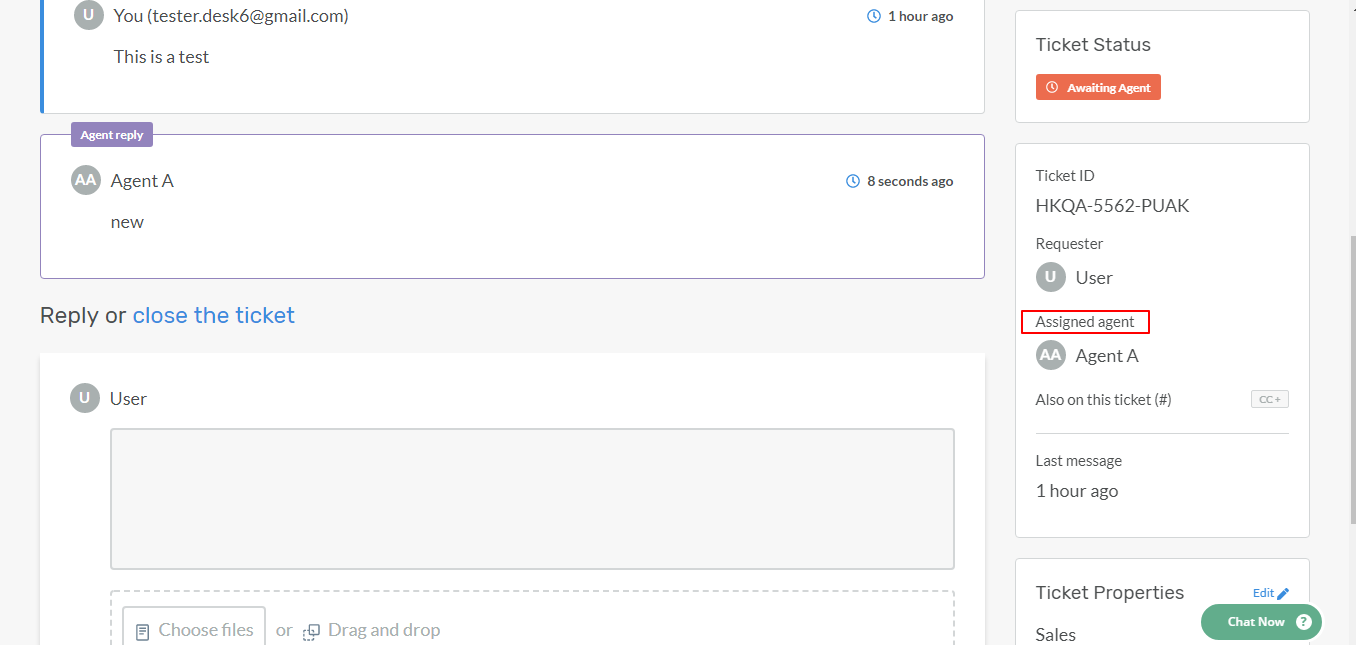 U You (tester.desk6@gmail.com) 1 hour ago
This is a test
Agent reply
AA Agent A 8 seconds ago
new
Reply or close the ticket
U User
Choose files or Drag and drop
Ticket Status
Awaiting Agent
Ticket ID
HKQA-5562-PUAK
Requester
U User
Assigned agent
AA Agent A
Also on this ticket (#) CC +
Last message
1 hour ago
Ticket Properties Edit
Chat Now ?
Sales